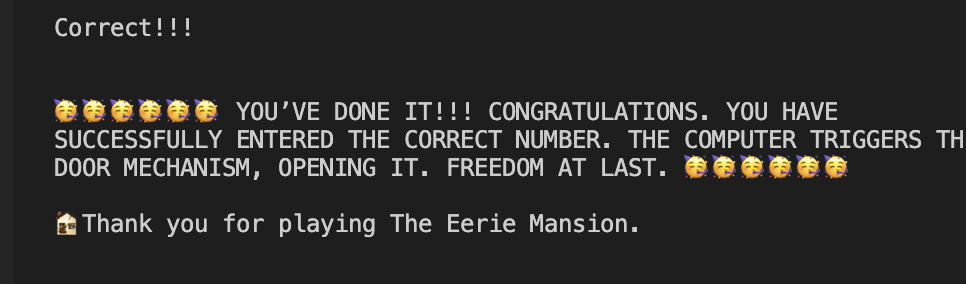 Correct!!!
🥳🥳🥳🥳🥳🥳 YOU’VE DONE IT!!! CONGRATULATIONS. YOU HAVE
SUCCESSFULLY ENTERED THE CORRECT NUMBER. THE COMPUTER TRIGGERS TH
DOOR MECHANISM, OPENING IT. FREEDOM AT LAST. 🥳🥳🥳🥳🥳🥳
🏚Thank you for playing The Eerie Mansion.